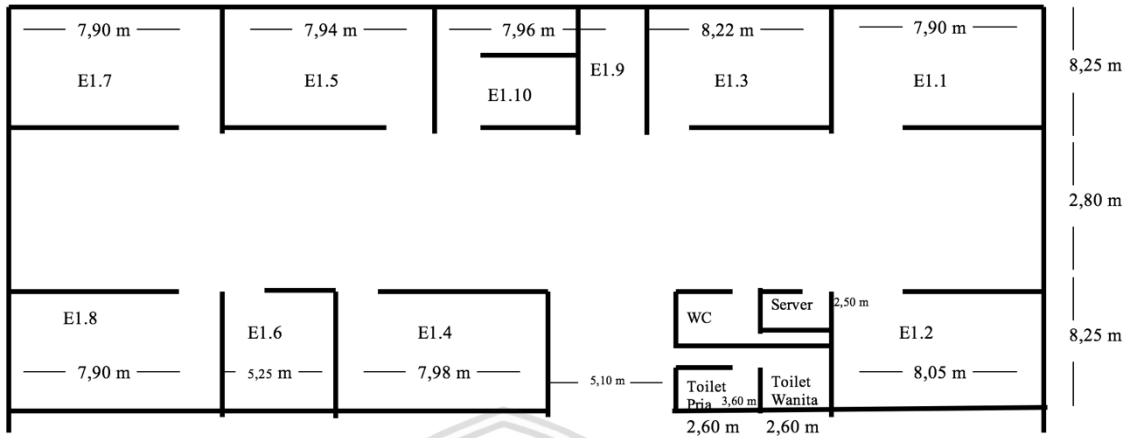 7,90 m
7,94 m
7,96 m
8,22 m
7,90 m
E1.7
E1.5
E1.10
E1.9
E1.3
E1.1
8,25 m
2,80 m
E1.8
E1.6
E1.4
WC
Server
2,50 m
E1.2
8,25 m
7,90 m
5,25 m
7,98 m
5,10 m
8,05 m
Toilet
Pria
3,60 m
Toilet
Wanita
2,60 m
2,60 m